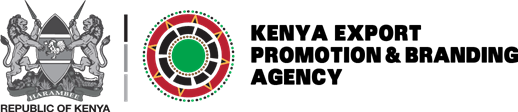 HARAMBEE
REPUBLIC OF KENYA
KENYA EXPORT
PROMOTION & BRANDING
AGENCY